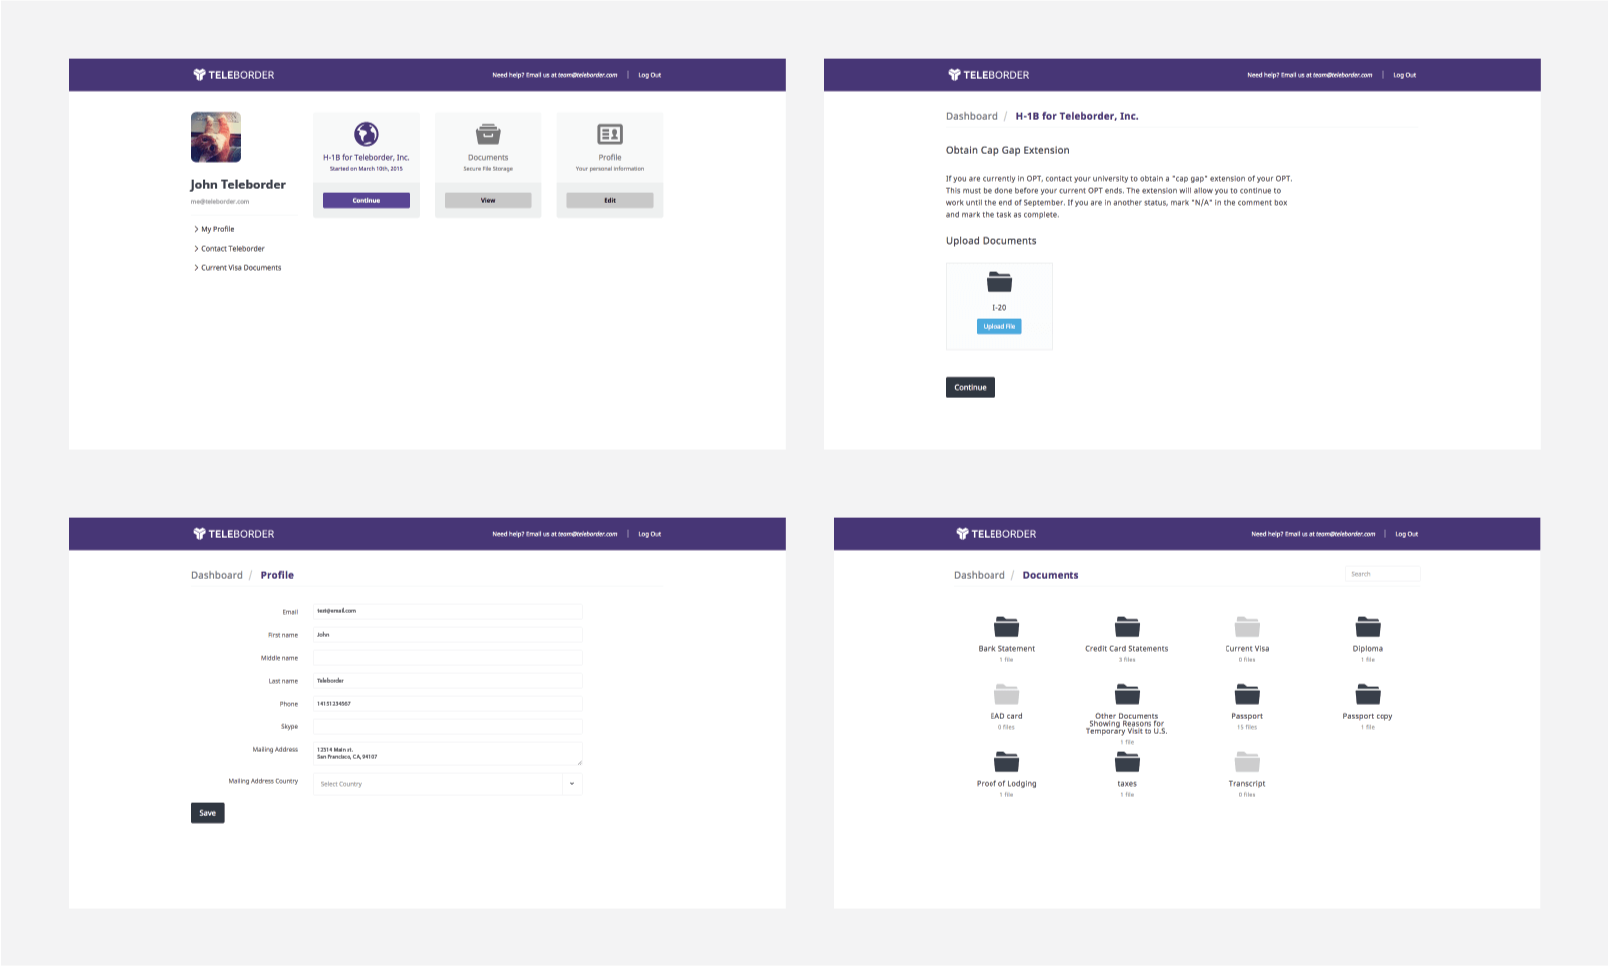 TELEBORDER
Need help? Email us at team@teleborder.com | Log Out
John Teleborder
me@teleborder.com
My Profile
Contact Teleborder
Current Visa Documents
H-1B for Teleborder, Inc.
Started on March 10th, 2015
Continue
Documents
Secure File Storage
View
Profile
Your personal information
Edit
TELEBORDER
Need help? Email us at team@teleborder.com | Log Out
Dashboard / H-1B for Teleborder, Inc.
Obtain Cap Gap Extension
If you are currently in OPT, contact your university to obtain a "cap gap" extension of your OPT.
This must be done before your current OPT ends. The extension will allow you to continue to
work until the end of September. If you are in another status, mark "N/A" in the comment box
and mark the task as complete.
Upload Documents
I-20
Upload File
Continue
TELEBORDER
Need help? Email us at team@teleborder.com | Log Out
Dashboard / Profile
Email test@email.com
First name John
Middle name
Last name Teleborder
Phone 14151234567
Skype
Mailing Address 12514 Main st.
San Francisco, CA, 94107
Mailing Address Country Select Country
Save
TELEBORDER
Need help? Email us at team@teleborder.com | Log Out
Dashboard / Documents
Search
Bank Statement
1 file
Credit Card Statements
3 files
Current Visa
0 files
Diploma
1 file
EAD card
0 files
Other Documents
Showing Reasons for
Temporary Visit to U.S.
1 file
Passport
15 files
Passport copy
1 file
Proof of Lodging
1 file
taxes
1 file
Transcript
0 files